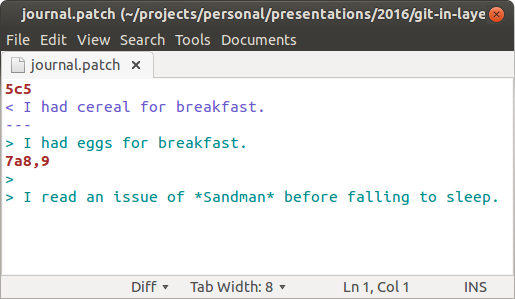 journal.patch (~/projects/personal/presentations/2016/git-in-laye
File Edit View Search Tools Documents
journal.patch
5c5
< I had cereal for breakfast.
---
> I had eggs for breakfast.
7a8,9
>
> I read an issue of *Sandman* before falling to sleep.
Diff Tab Width: 8 Ln 1, Col 1 INS